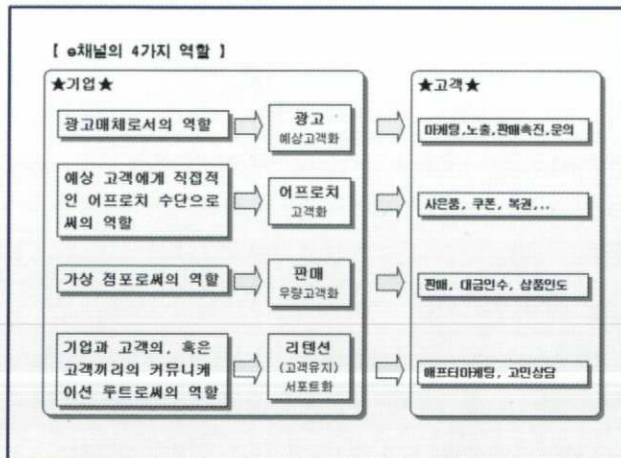 [ e채널의 4가지 역할 ]
★기업★
★고객★
광고매체로서의 역할
광고
예상고객화
마케팅,노출,판매촉진,문의
예상 고객에게 직접적
인 어프로치 수단으로
써의 역할
어프로치
고객화
사은품, 쿠폰, 복권,..
가상 점포로써의 역할
판매
우량고객화
판매, 대금인수, 상품인도
기업과 고객의, 혹은
고객끼리의 커뮤니케
이션 루트로써의 역할
리텐션
(고객유지)
서포트화
애프터마케팅, 고민상담